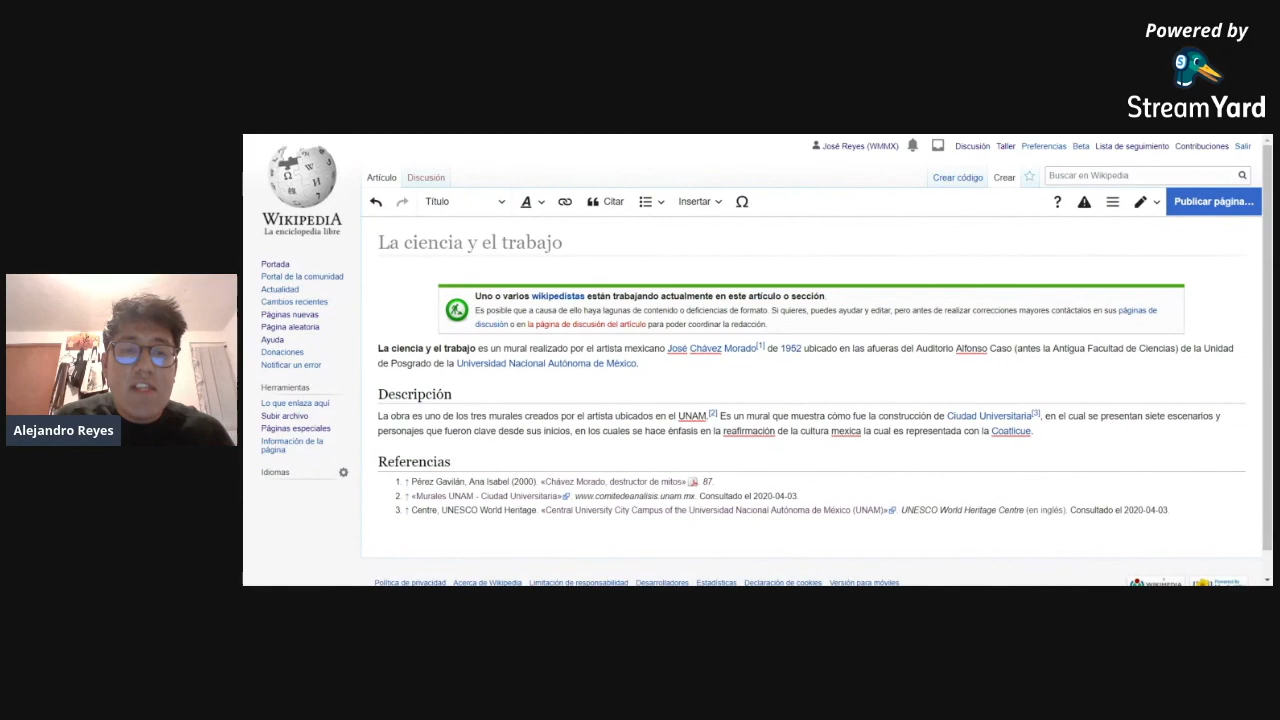 Powered by
StreamYard
José Reyes (WMMX) Discusión Taller Preferencias Beta Lista de seguimiento Contribuciones Salir
Artículo Discusión Crear código Crear Buscar en Wikipedia
Título A Citar Insertar Ω ? Publicar página...
WIKIPEDIA
La enciclopedia libre
Portada
Portal de la comunidad
Actualidad
Cambios recientes
Páginas nuevas
Página aleatoria
Ayuda
Donaciones
Notificar un error
Herramientas
Lo que enlaza aquí
Subir archivo
Páginas especiales
Información de la
página
Idiomas
La ciencia y el trabajo
Uno o varios wikipedistas están trabajando actualmente en este artículo o sección.
Es posible que a causa de ello haya lagunas de contenido o deficiencias de formato. Si quieres, puedes ayudar y editar, pero antes de realizar correcciones mayores contáctalos en sus páginas de
discusión o en la página de discusión del artículo para poder coordinar la redacción.
La ciencia y el trabajo es un mural realizado por el artista mexicano José Chávez Morado[1] de 1952 ubicado en las afueras del Auditorio Alfonso Caso (antes la Antigua Facultad de Ciencias) de la Unidad
de Posgrado de la Universidad Nacional Autónoma de México.
Descripción
La obra es uno de los tres murales creados por el artista ubicados en el UNAM.[2] Es un mural que muestra cómo fue la construcción de Ciudad Universitaria[3], en el cual se presentan siete escenarios y
personajes que fueron clave desde sus inicios, en los cuales se hace énfasis en la reafirmación de la cultura mexica la cual es representada con la Coatlicue.
Referencias
1. ↑ Pérez Gavilán, Ana Isabel (2000). «Chávez Morado, destructor de mitos». 87.
2. ↑ «Murales UNAM - Ciudad Universitaria». www.comitedeanalisis.unam.mx. Consultado el 2020-04-03.
3. ↑ Centre, UNESCO World Heritage. «Central University City Campus of the Universidad Nacional Autónoma de México (UNAM)». UNESCO World Heritage Centre (en inglés). Consultado el 2020-04-03.
Política de privacidad Acerca de Wikipedia Limitación de responsabilidad Desarrolladores Estadísticas Declaración de cookies Versión para móviles
Alejandro Reyes